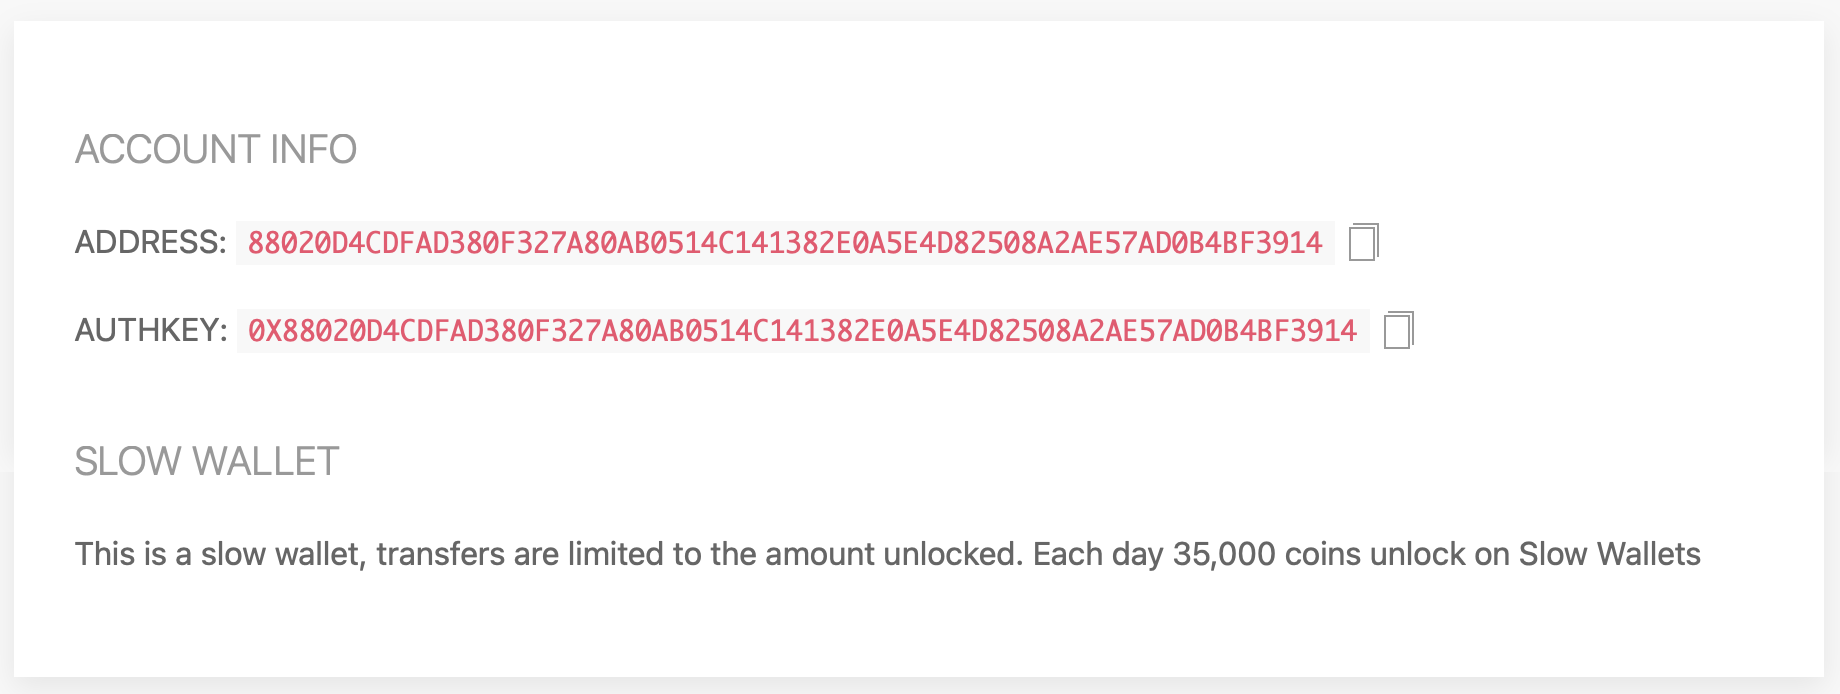 ACCOUNT INFO
ADDRESS: 88020D4CDFAD380F327A80AB0514C141382E0A5E4D82508A2AE57AD0B4BF3914
AUTHKEY: 0X88020D4CDFAD380F327A80AB0514C141382E0A5E4D82508A2AE57AD0B4BF3914
SLOW WALLET
This is a slow wallet, transfers are limited to the amount unlocked. Each day 35,000 coins unlock on Slow Wallets